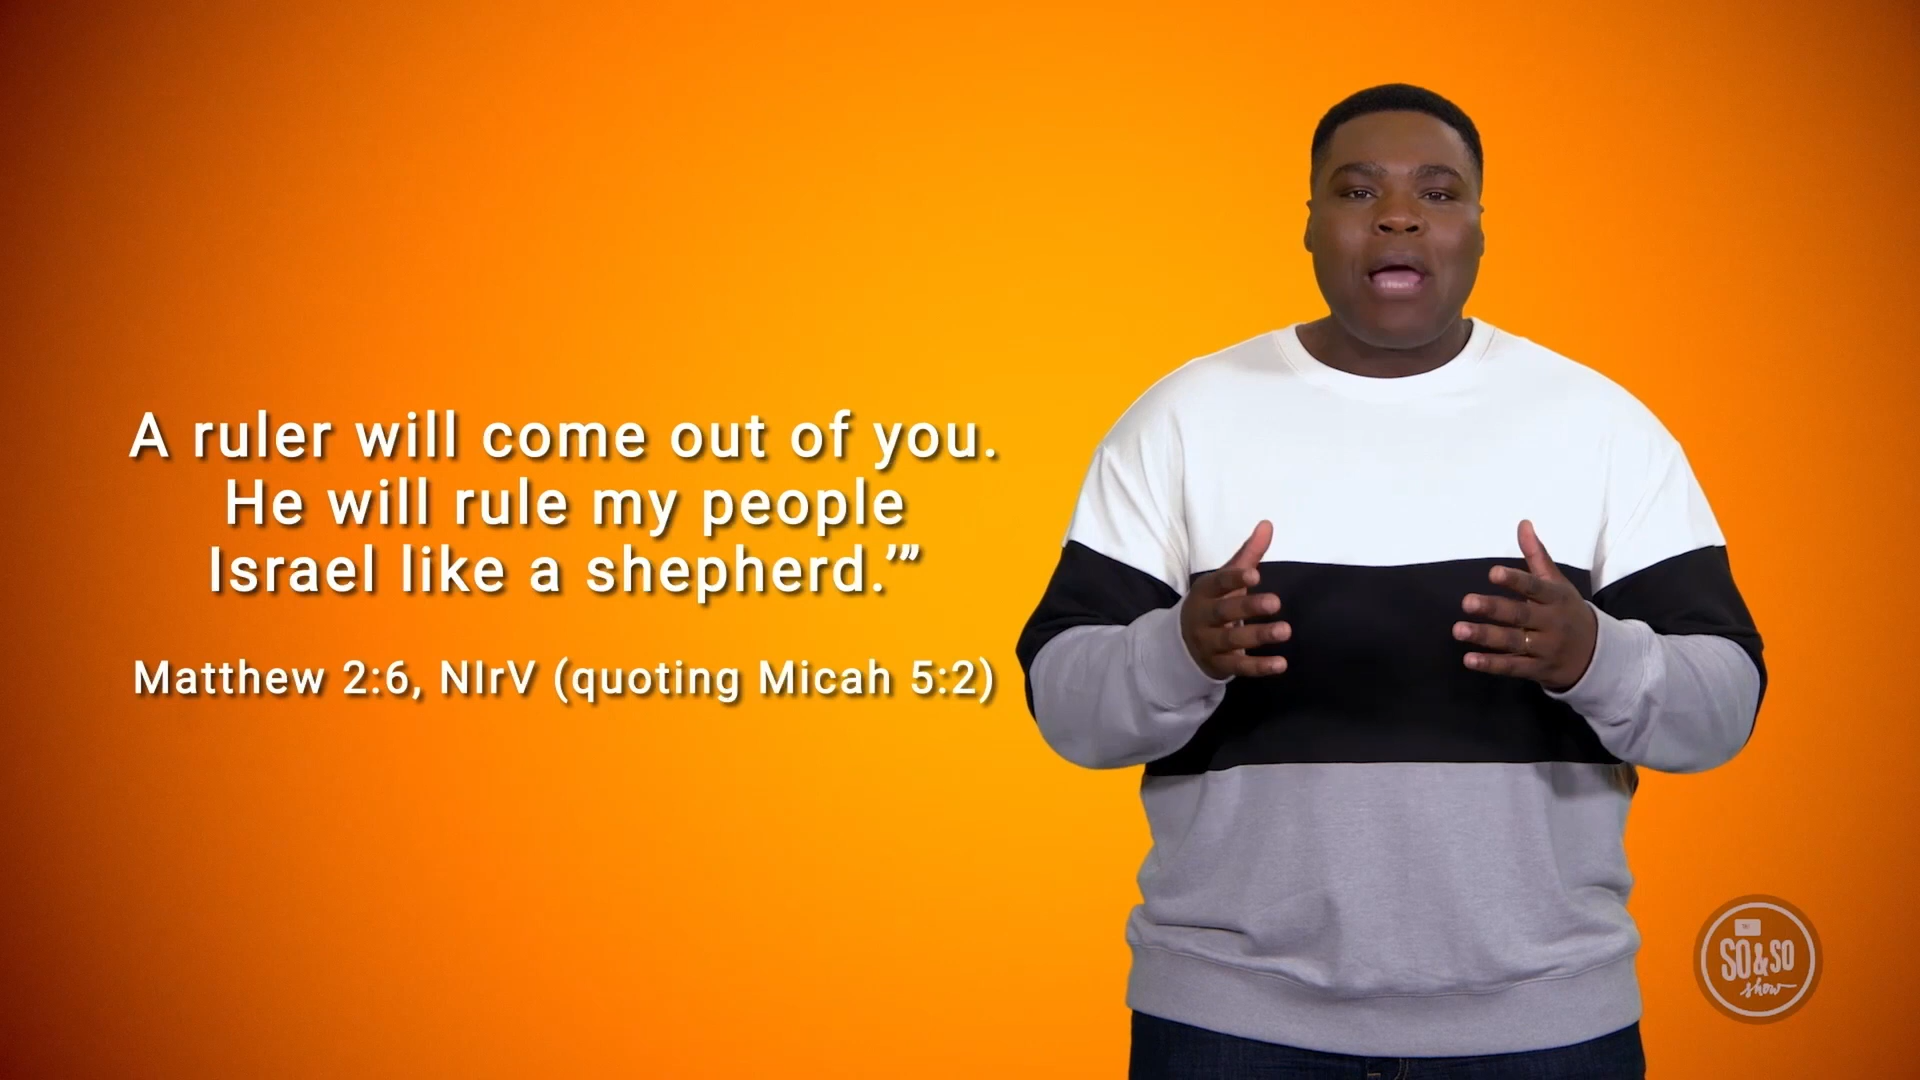 A ruler will come out of you.
He will rule my people
Israel like a shepherd.’”
Matthew 2:6, NIrV (quoting Micah 5:2)
SO & SO
show